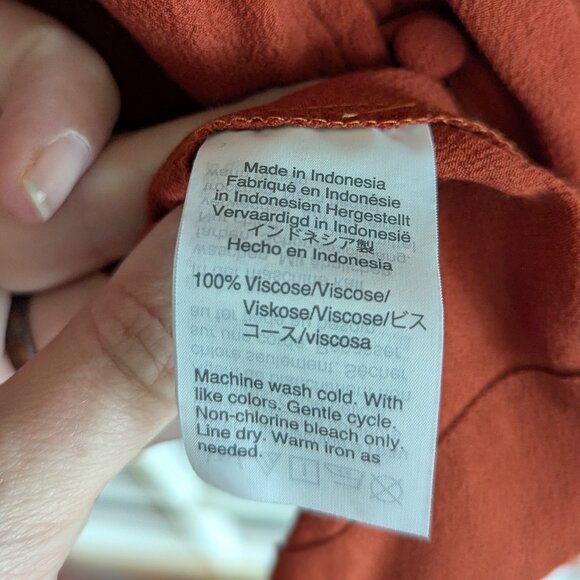 Made in Indonesia
Fabriqué en Indonésie
in Indonesien Hergestellt
Vervaardigd in Indonesië
インドネシア製
Hecho en Indonesia
100% Viscose/Viscose/
Viskose/Viscose/ビス
コース/viscosa
Machine wash cold. With
like colors. Gentle cycle.
Non-chlorine bleach only.
Line dry. Warm iron as
needed.